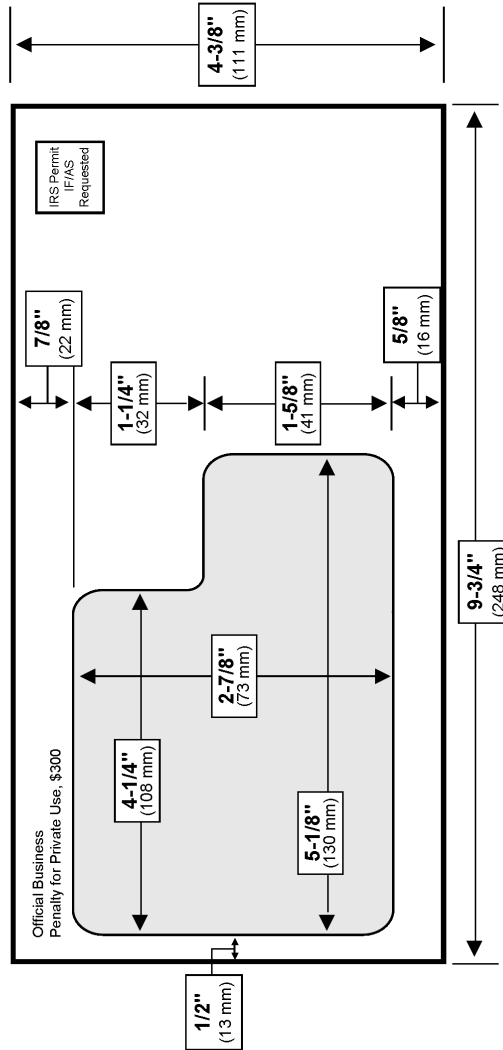 Official Business
Penalty for Private Use, $300
IRS Permit
IF/AS
Requested
7/8"
(22 mm)
4-3/8"
(111 mm)
1-1/4"
(32 mm)
4-1/4"
(108 mm)
2-7/8"
(73 mm)
1-5/8"
(41 mm)
5-1/8"
(130 mm)
5/8"
(16 mm)
1/2"
(13 mm)
9-3/4"
(248 mm)